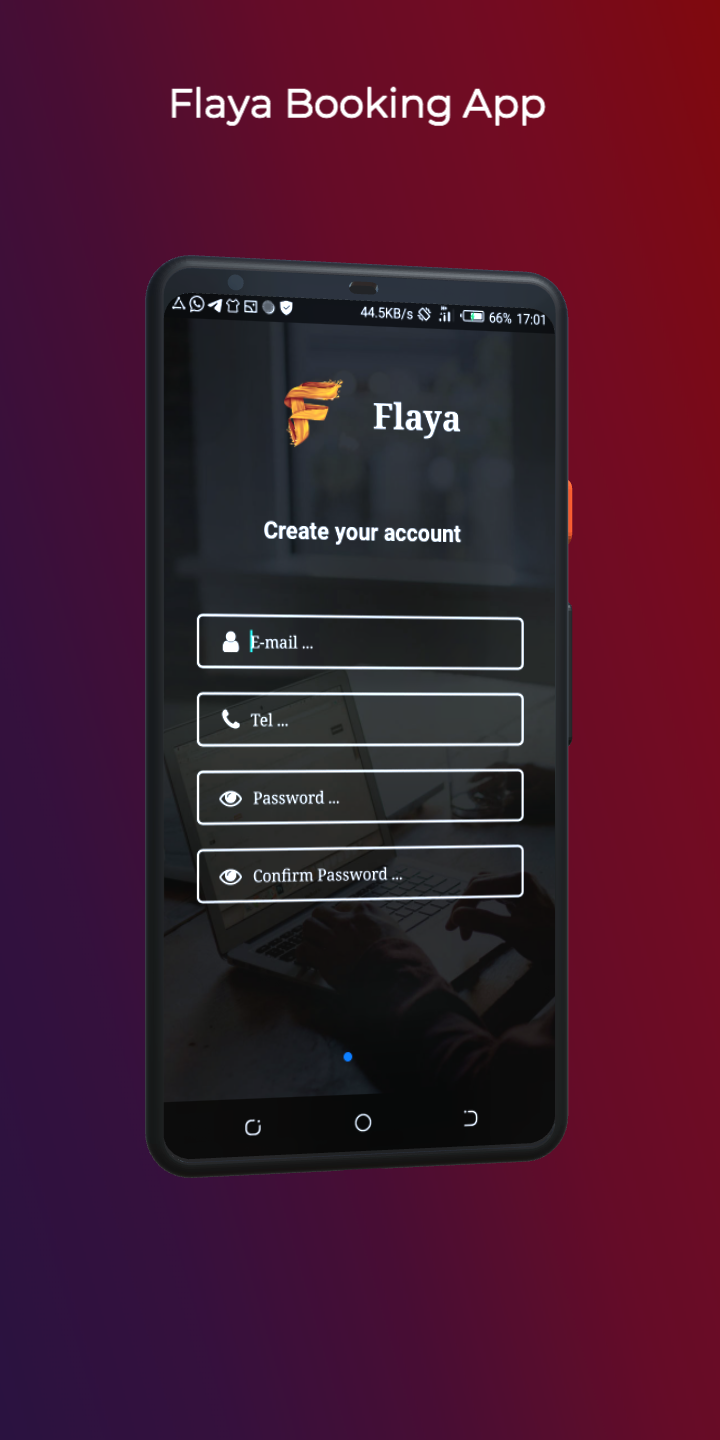 Flaya Booking App
44.5KB/s 66% 17:01
Flaya
Create your account
E-mail ...
Tel ...
Password ...
Confirm Password ...